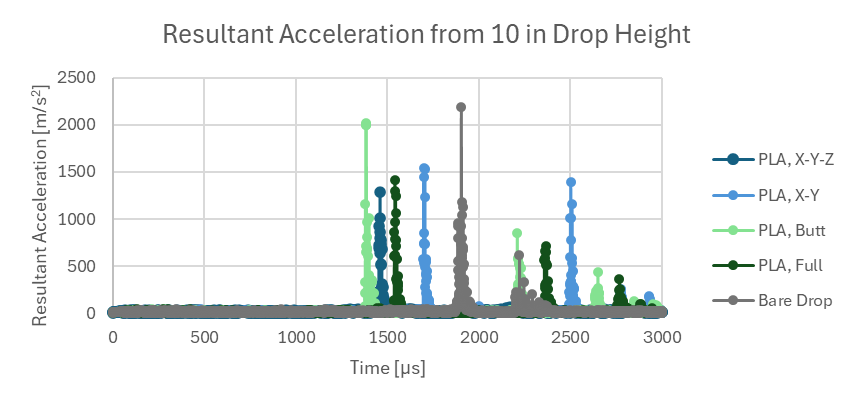 Resultant Acceleration from 10 in Drop Height
Resultant Acceleration [m/s²]
2500
2000
1500
1000
500
0
0 500 1000 1500 2000 2500 3000
Time [µs]
PLA, X-Y-Z
PLA, X-Y
PLA, Butt
PLA, Full
Bare Drop